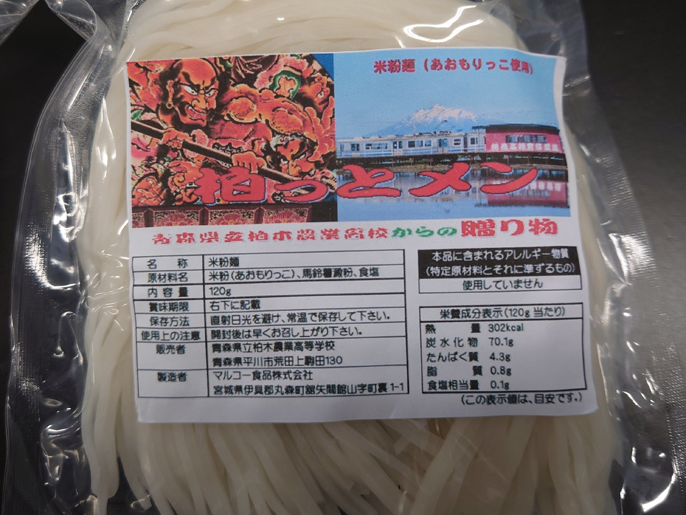 米粉麺（あおもりっこ使用）
柏っとメン
青森県立柏木農業高校からの贈り物
名 称 米粉麺
原材料名 米粉(あおもりっこ)、馬鈴薯澱粉、食塩
内 容 量 120g
賞味期限 右下に記載
保存方法 直射日光を避け、常温で保存して下さい。
使用上の注意 開封後は早くお召し上がり下さい。
販売者 青森県立柏木農業高等学校
青森県平川市荒田上駒田130
製造者 マルコー食品株式会社
宮城県伊具郡丸森町舘矢間舘山字町裏1-1
本品に含まれるアレルギー物質
(特定原材料とそれに準ずるもの)
使用していません
栄養成分表示(120g当たり)
熱 量 302kcal
炭水化物 70.1g
たんぱく質 4.3g
脂 質 0.8g
食塩相当量 0.1g
(この表示値は、目安です。)